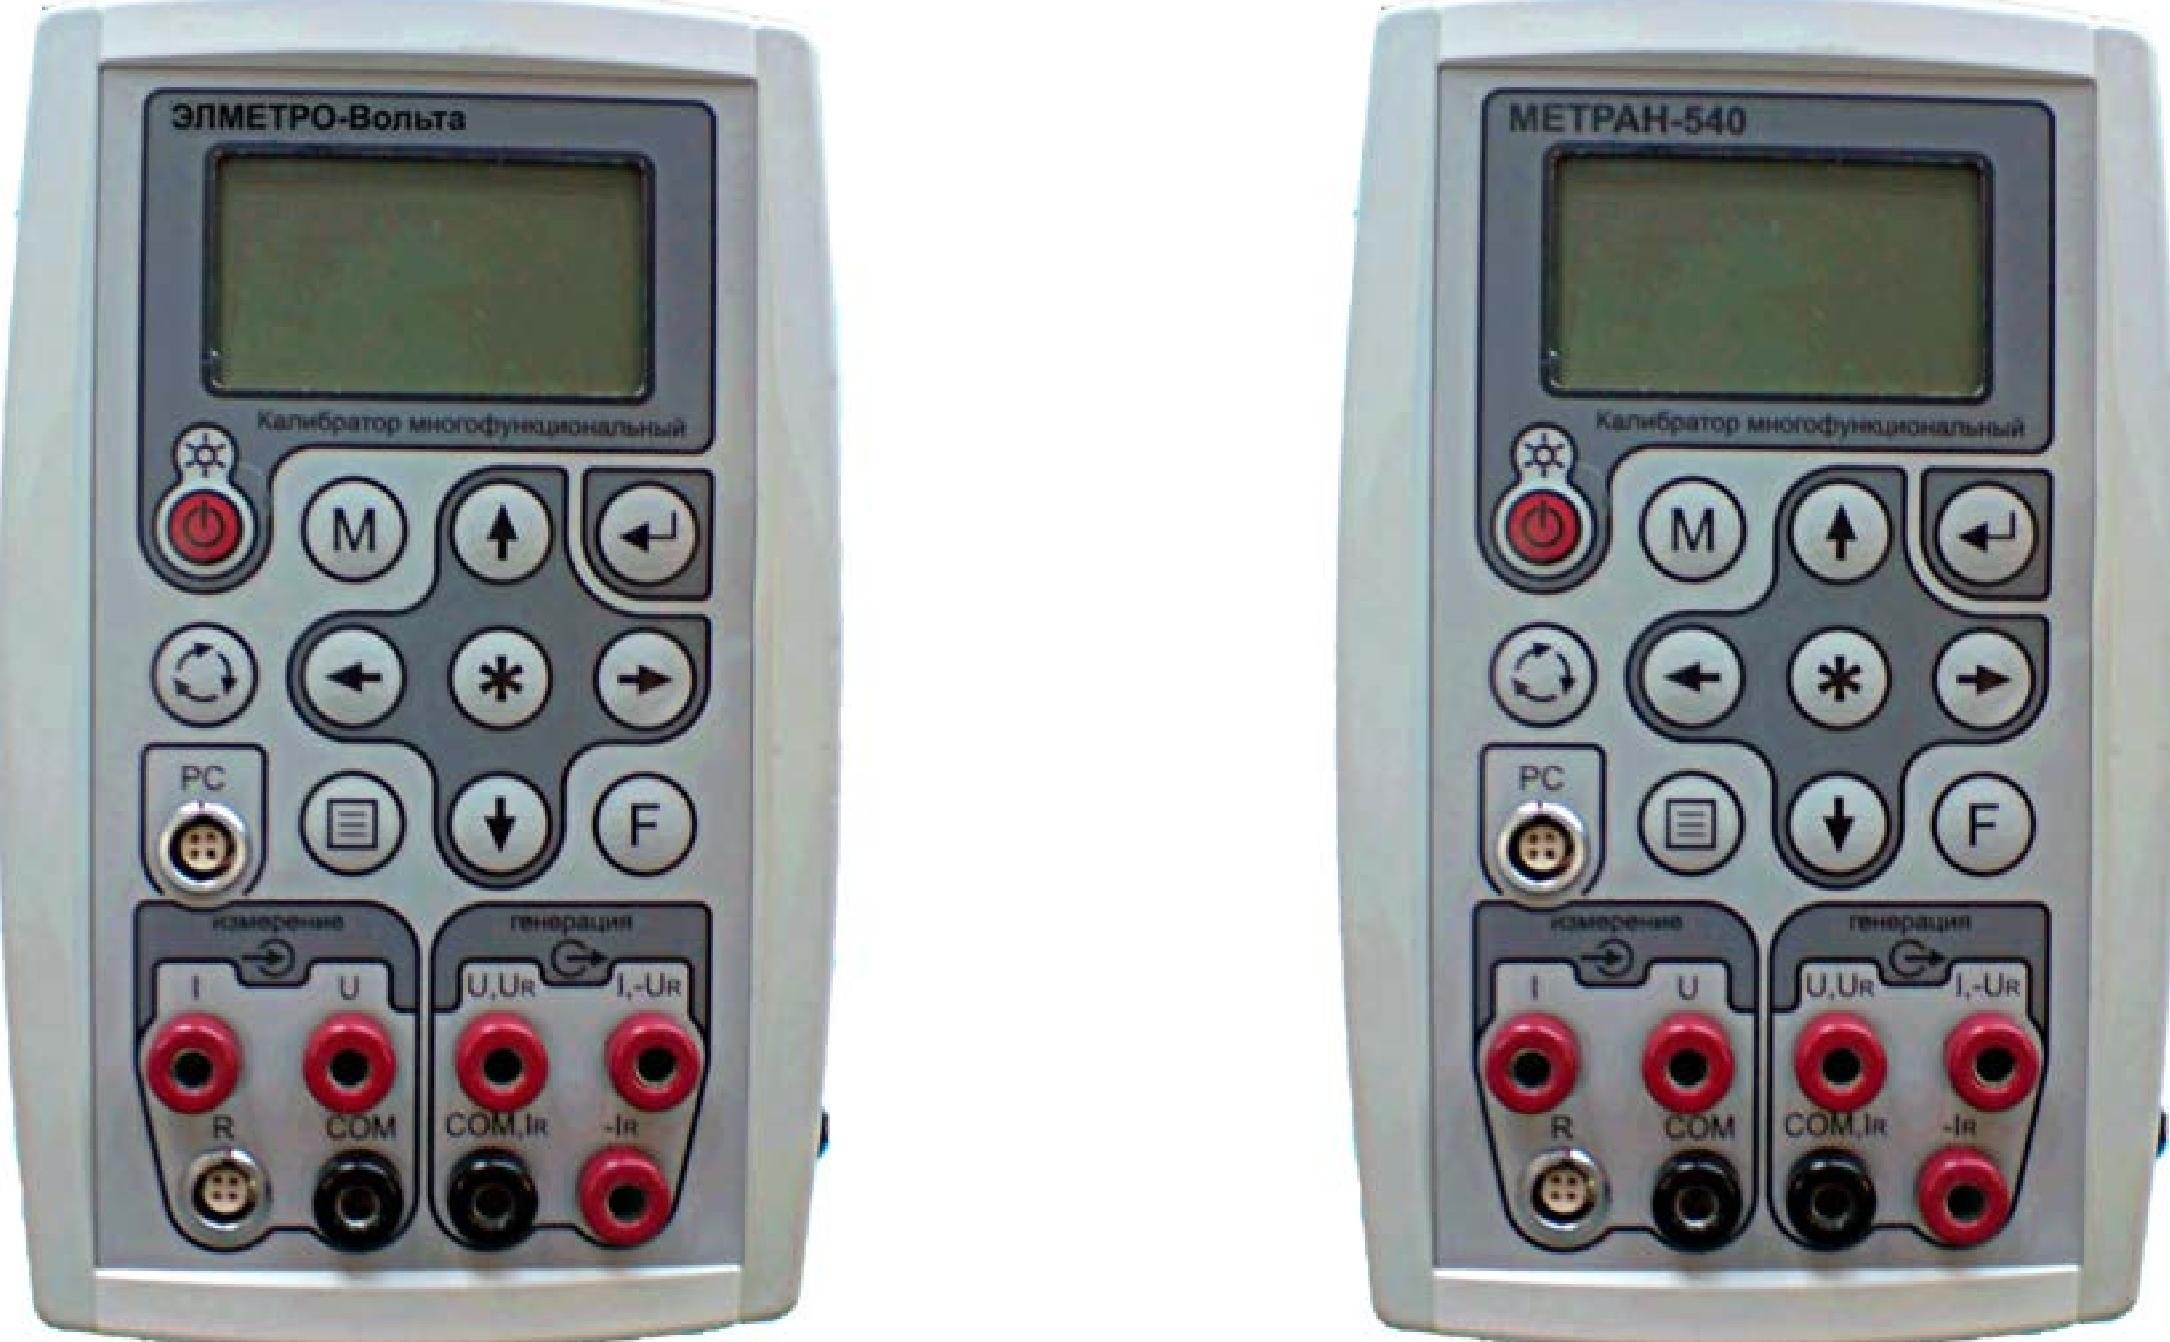 ЭЛМЕТРО-Вольта
Калибратор многофункциональный
M
*
PC
F
измерение
генерация
I
U
U,UR
I,-UR
R
COM
COM,IR
-IR
МЕТРАН-540
Калибратор многофункциональный
M
*
PC
F
измерение
генерация
I
U
U,UR
I,-UR
R
COM
COM,IR
-IR